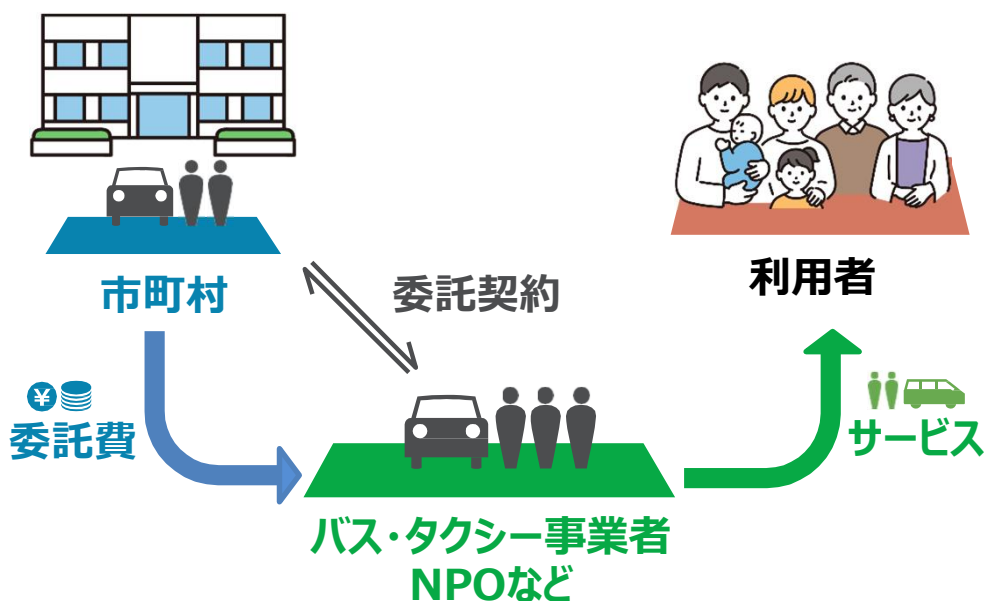 市町村
委託契約
利用者
¥
委託費
サービス
バス・タクシー事業者
NPOなど